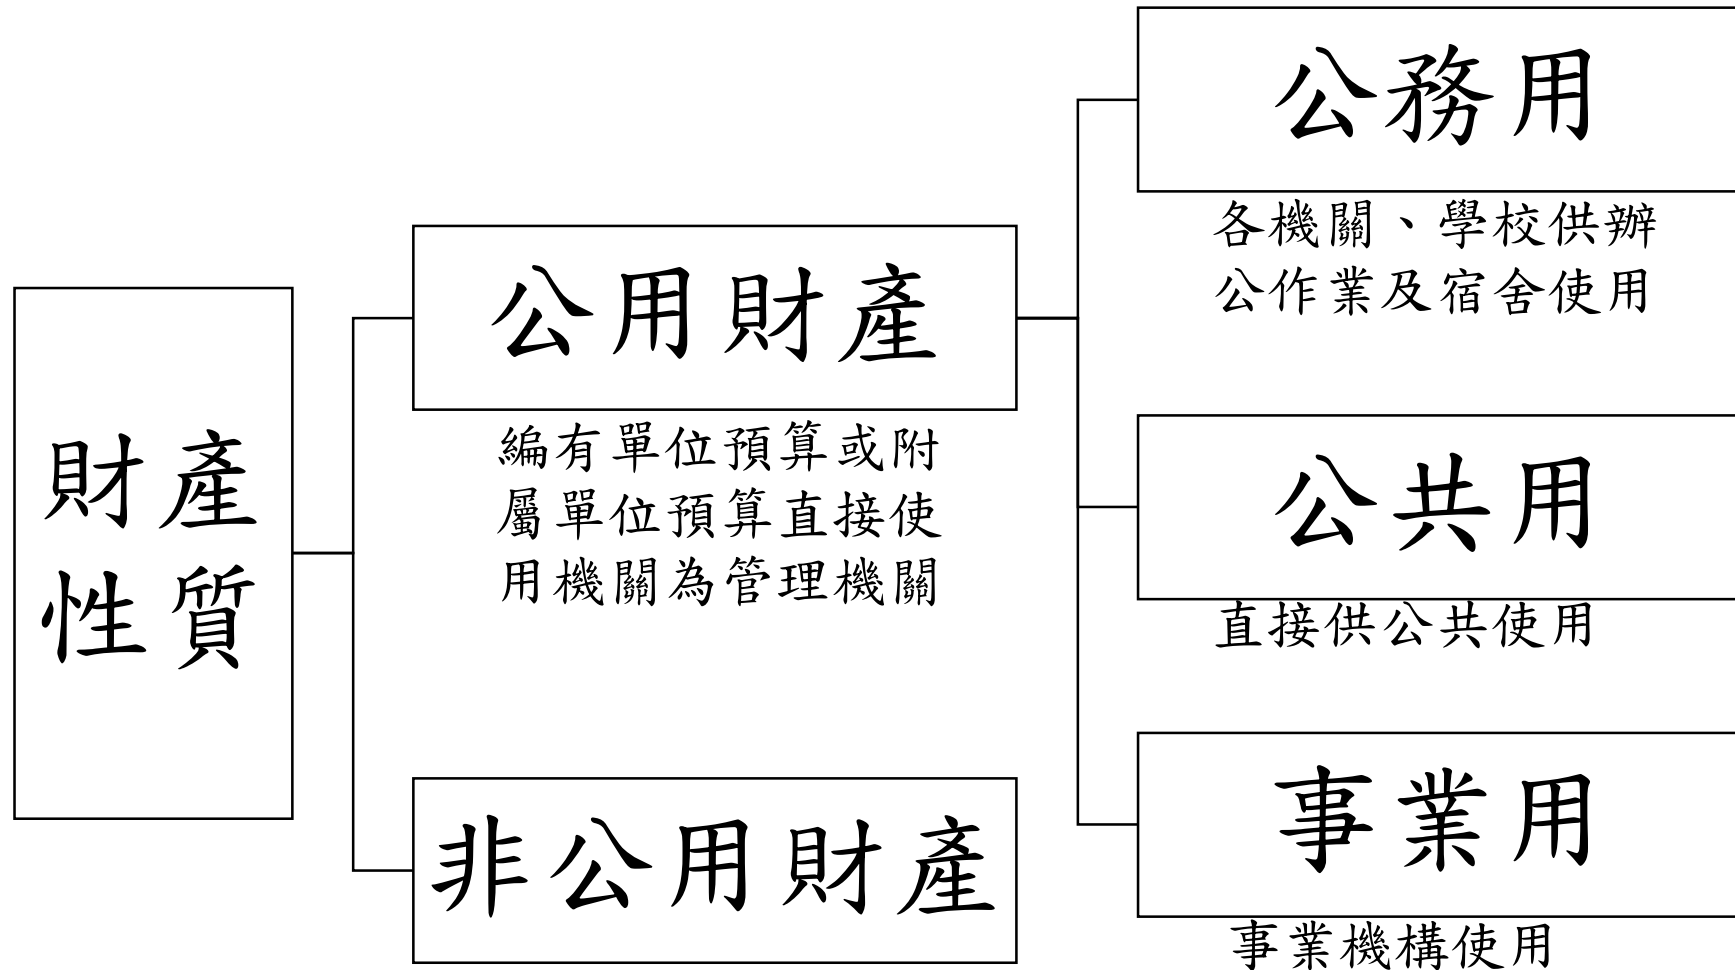 財產
性質
公用財產
編有單位預算或附
屬單位預算直接使
用機關為管理機關
非公用財產
公務用
各機關、學校供辦
公作業及宿舍使用
公共用
直接供公共使用
事業用
事業機構使用